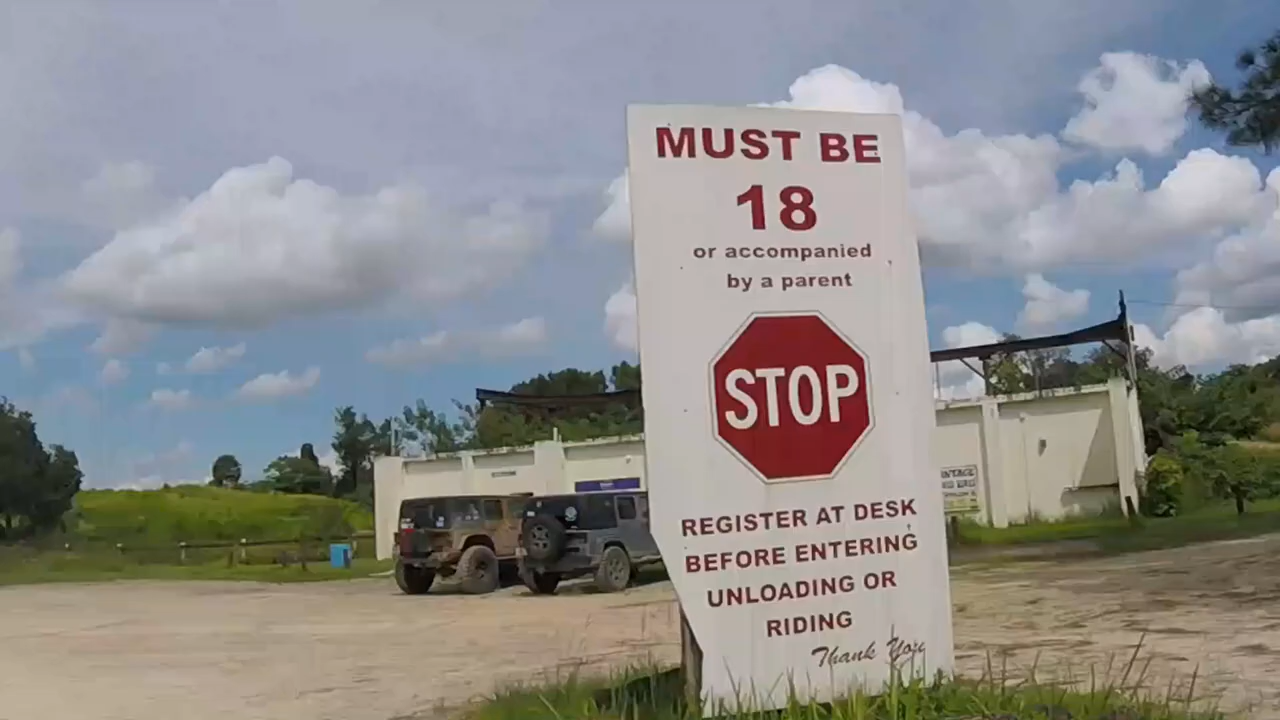 MUST BE
18
or accompanied
by a parent
STOP
REGISTER AT DESK
BEFORE ENTERING
UNLOADING OR
RIDING
Thank You